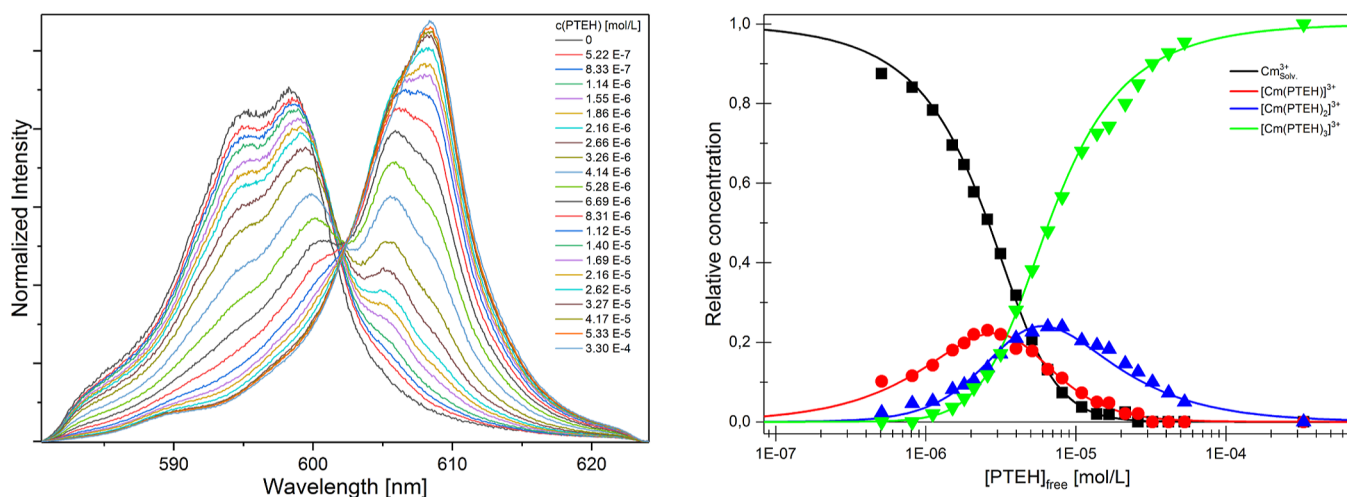 Normalized Intensity
c(PTEH) [mol/L]
0
5.22 E-7
8.33 E-7
1.14 E-6
1.55 E-6
1.86 E-6
2.16 E-6
2.66 E-6
3.26 E-6
4.14 E-6
5.28 E-6
6.69 E-6
8.31 E-6
1.12 E-5
1.40 E-5
1.69 E-5
2.16 E-5
2.62 E-5
3.27 E-5
4.17 E-5
5.33 E-5
3.30 E-4
590 600 610 620
Wavelength [nm]
Relative concentration
1,0
0,8
0,6
0,4
0,2
0,0
Cm³⁺Solv.
[Cm(PTEH)]³⁺
[Cm(PTEH)₂]³⁺
[Cm(PTEH)₃]³⁺
1E-07 1E-06 1E-05 1E-04
[PTEH]free [mol/L]